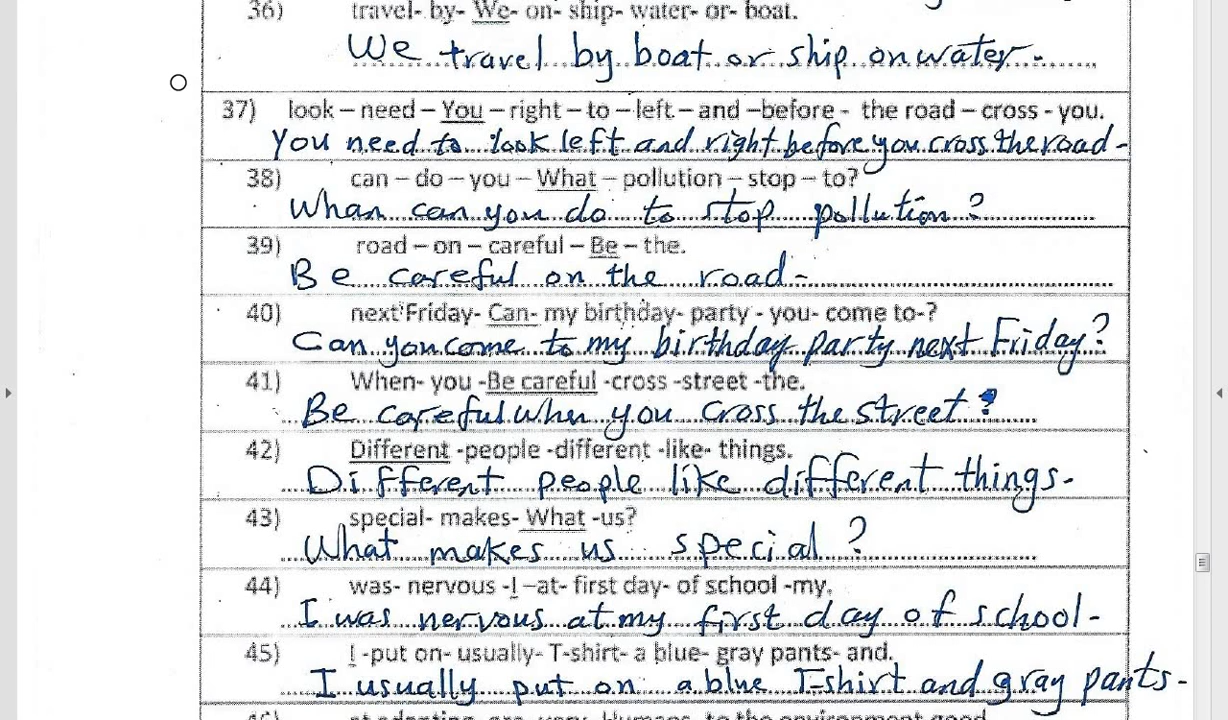 36) travel- by- We- on- ship- water- or- boat.
We travel by boat or ship on water.
37) look – need – You – right – to – left – and –before - the road – cross - you.
You need to look left and right before you cross the road.
38) can – do – you – What – pollution – stop – to?
Whan can you do to stop pollution?
39) road – on – careful – Be – the.
Be careful on the road.
40) next Friday- Can- my birthday- party - you- come to-?
Can you come to my birthday party next Friday?
41) When- you -Be careful -cross -street -the.
Be careful when you cross the street?
42) Different -people -different -like- things.
Different people like different things.
43) special- makes- What -us?
What makes us special?
44) was- nervous -I –at- first day- of school -my.
I was nervous at my first day of school.
45) I -put on- usually- T-shirt- a blue- gray pants- and.
I usually put on a blue T-shirt and gray pants.